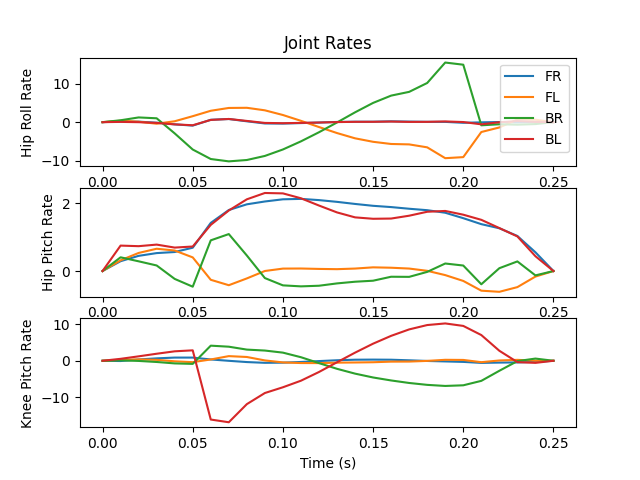 Joint Rates
Hip Roll Rate
10
0
−10
FR
FL
BR
BL
0.00 0.05 0.10 0.15 0.20 0.25
Hip Pitch Rate
2
0
0.00 0.05 0.10 0.15 0.20 0.25
Knee Pitch Rate
10
0
−10
0.00 0.05 0.10 0.15 0.20 0.25
Time (s)